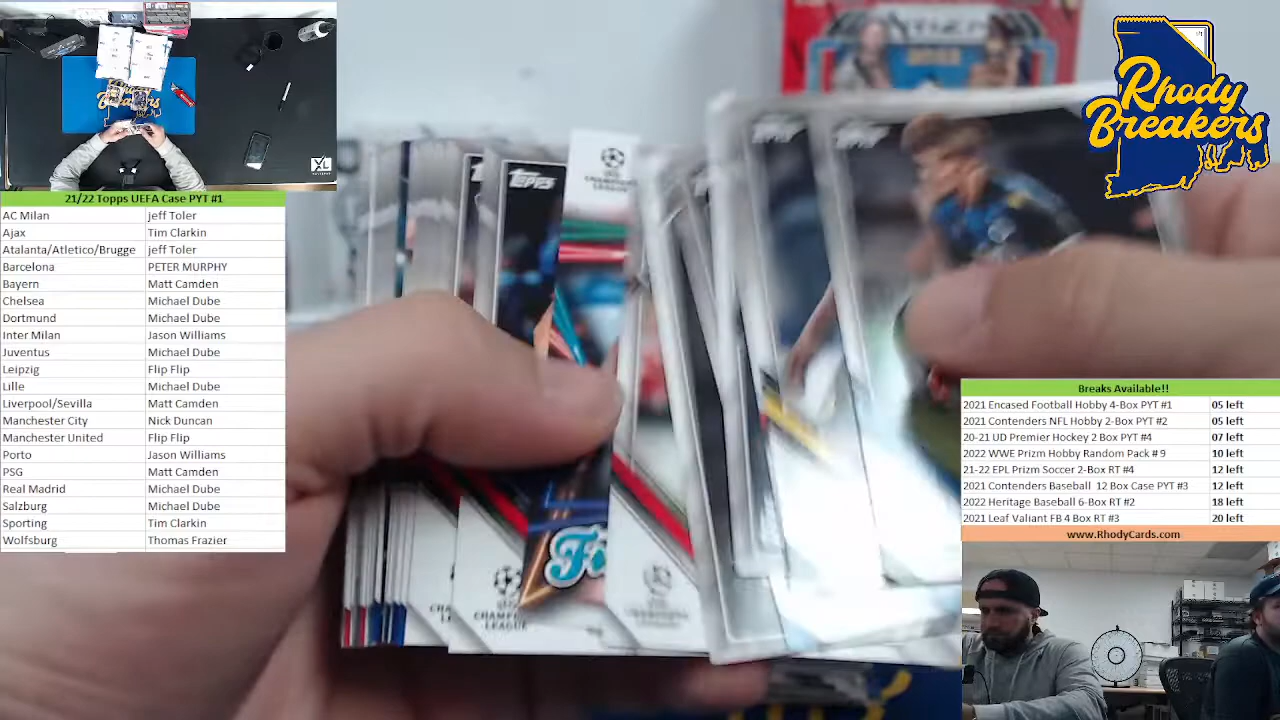 21/22 Topps UEFA Case PYT #1
AC Milan jeff Toler
Ajax Tim Clarkin
Atalanta/Atletico/Brugge jeff Toler
Barcelona PETER MURPHY
Bayern Matt Camden
Chelsea Michael Dube
Dortmund Michael Dube
Inter Milan Jason Williams
Juventus Michael Dube
Leipzig Flip Flip
Lille Michael Dube
Liverpool/Sevilla Matt Camden
Manchester City Nick Duncan
Manchester United Flip Flip
Porto Jason Williams
PSG Matt Camden
Real Madrid Michael Dube
Salzburg Michael Dube
Sporting Tim Clarkin
Wolfsburg Thomas Frazier
TOPPS
CHAMPIONS
LEAGUE
PRIZM
Rhody
Breakers
Breaks Available!!
2021 Encased Football Hobby 4-Box PYT #1 05 left
2021 Contenders NFL Hobby 2-Box PYT #2 05 left
20-21 UD Premier Hockey 2 Box PYT #4 07 left
2022 WWE Prizm Hobby Random Pack # 9 10 left
21-22 EPL Prizm Soccer 2-Box RT #4 12 left
2021 Contenders Baseball 12 Box Case PYT #3 12 left
2022 Heritage Baseball 6-Box RT #2 18 left
2021 Leaf Valiant FB 4 Box RT #3 20 left
www.RhodyCards.com